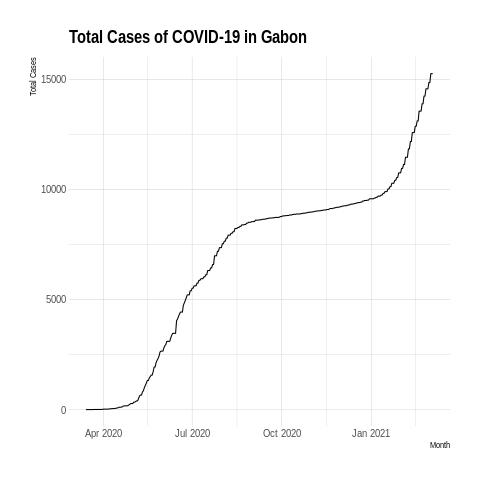 Total Cases of COVID-19 in Gabon
Total Cases
15000
10000
5000
0
Apr 2020 Jul 2020 Oct 2020 Jan 2021
Month